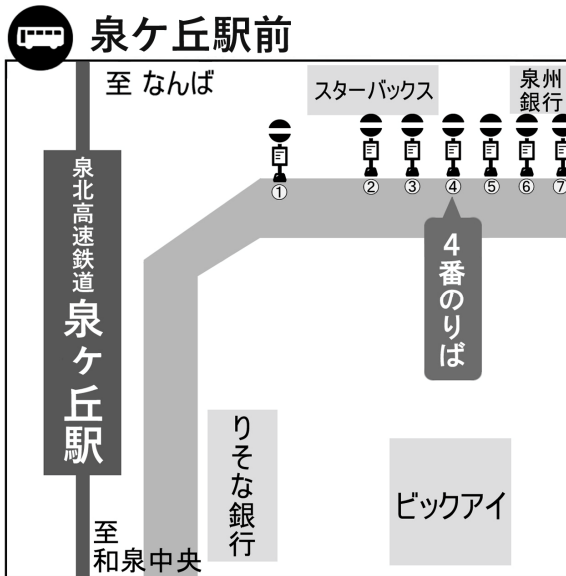 泉ケ丘駅前
至 なんば
スターバックス
泉州
銀行
①
②
③
④
⑤
⑥
⑦
4番のりば
泉北高速鉄道
泉ヶ丘駅
りそな銀行
ビックアイ
至
和泉中央